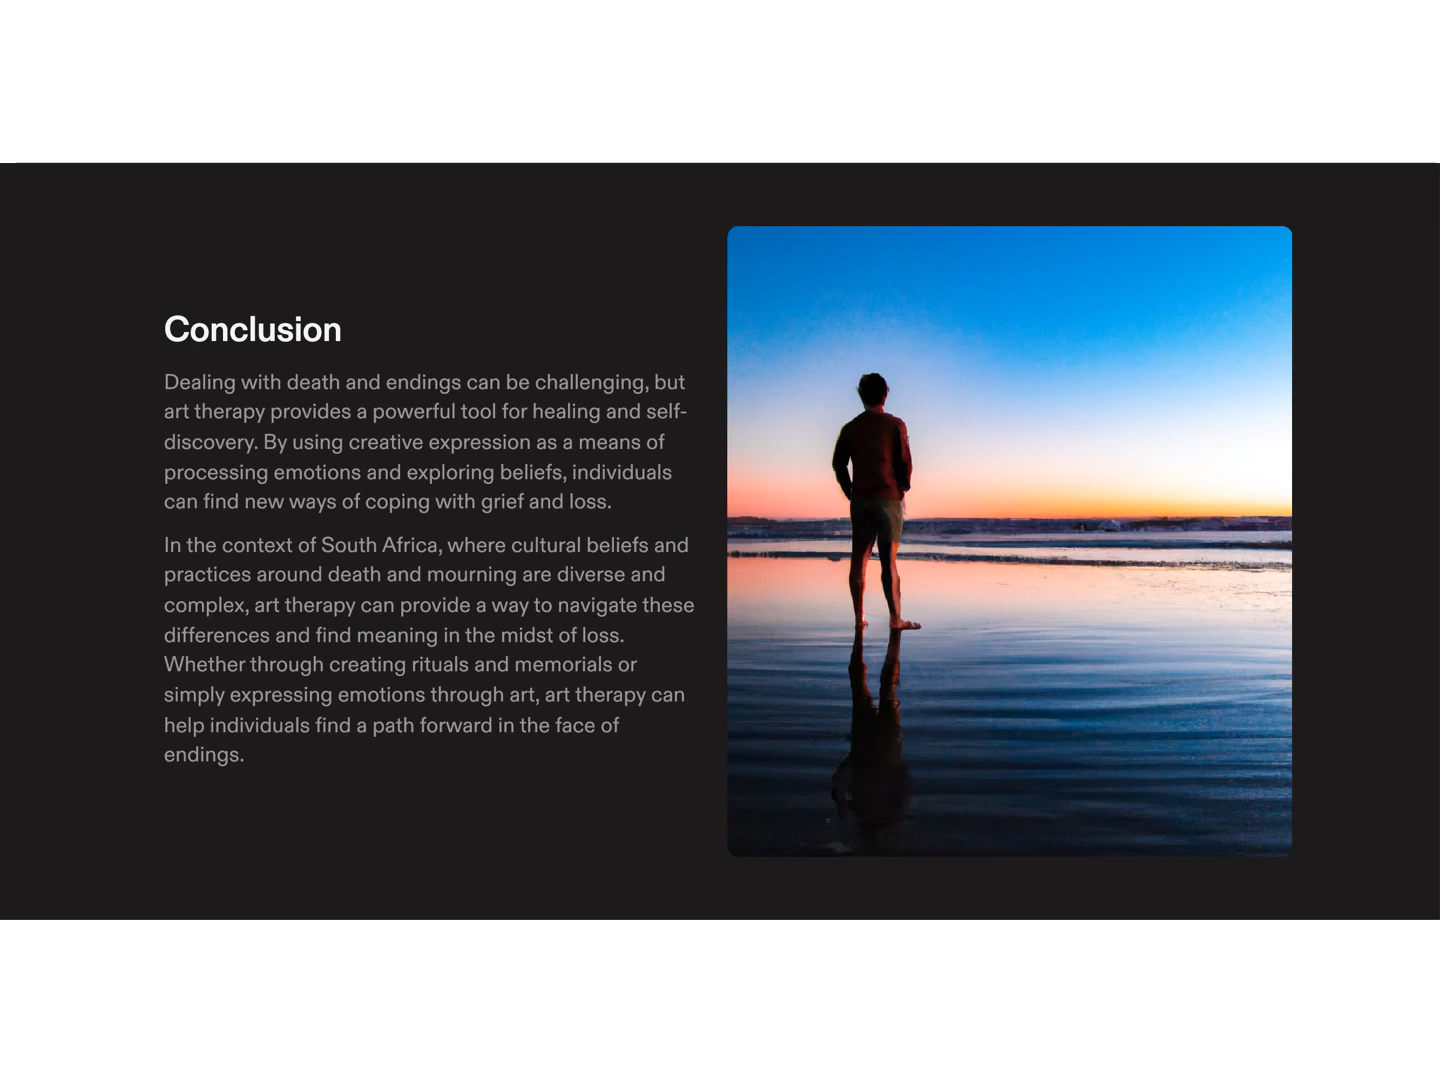 Conclusion
Dealing with death and endings can be challenging, but
art therapy provides a powerful tool for healing and self-
discovery. By using creative expression as a means of
processing emotions and exploring beliefs, individuals
can find new ways of coping with grief and loss.
In the context of South Africa, where cultural beliefs and
practices around death and mourning are diverse and
complex, art therapy can provide a way to navigate these
differences and find meaning in the midst of loss.
Whether through creating rituals and memorials or
simply expressing emotions through art, art therapy can
help individuals find a path forward in the face of
endings.